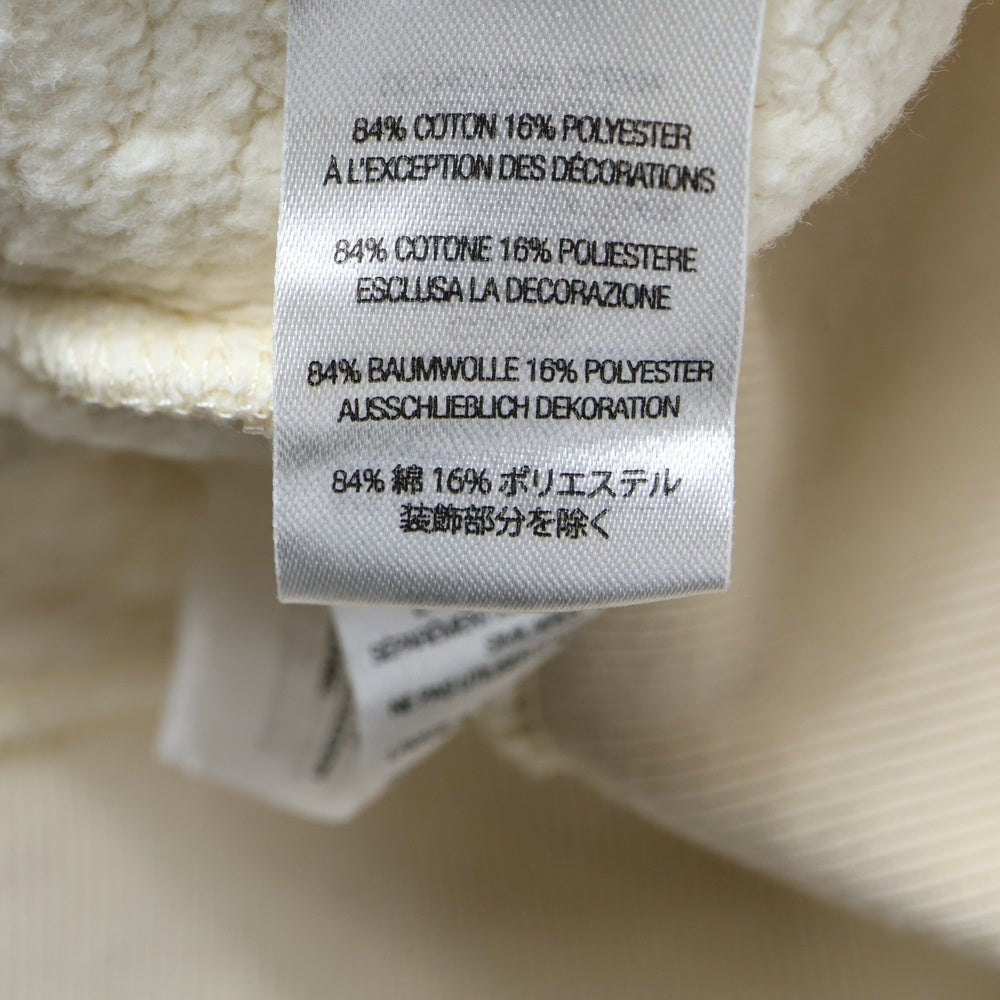 84% COTON 16% POLYESTER
À L'EXCEPTION DES DÉCORATIONS
84% COTONE 16% POLIESTERE
ESCLUSA LA DECORAZIONE
84% BAUMWOLLE 16% POLYESTER
AUSSCHLIEBLICH DEKORATION
84% 綿 16% ポリエステル
装飾部分を除く